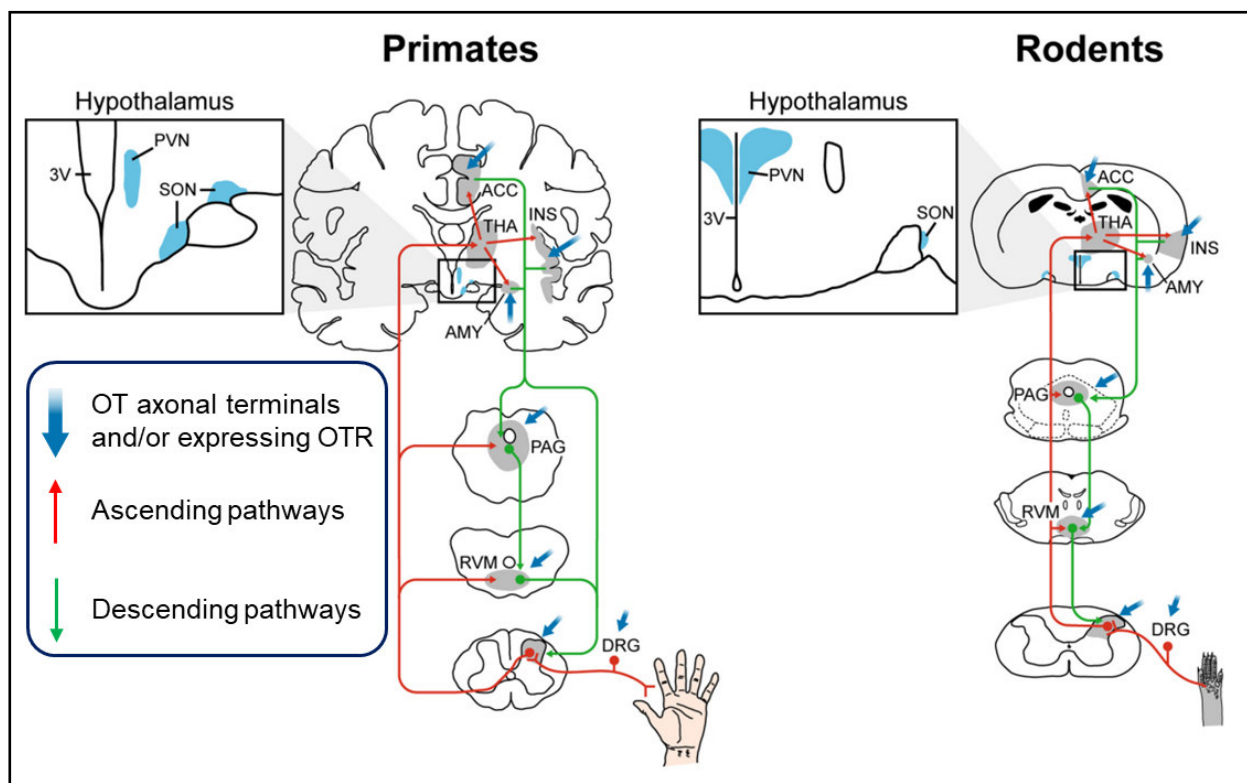 Primates
Hypothalamus
PVN
3V
SON
ACC
THA
INS
AMY
OT axonal terminals
and/or expressing OTR
Ascending pathways
Descending pathways
PAG
RVM
DRG
Rodents
Hypothalamus
PVN
3V
SON
ACC
THA
INS
AMY
PAG
RVM
DRG